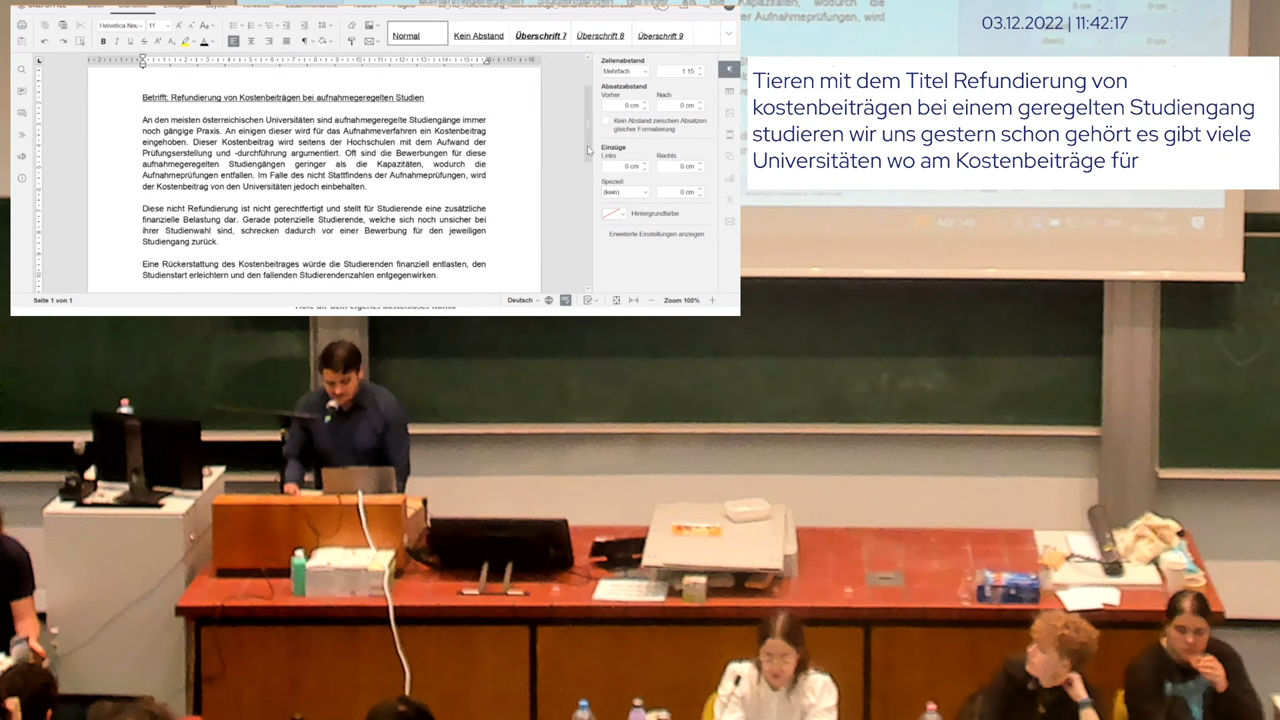 03.12.2022 | 11:42:17
Tieren mit dem Titel Refundierung von
kostenbeiträgen bei einem geregelten Studiengang
studieren wir uns gestern schon gehört es gibt viele
Universitäten wo am Kostenbeiträge für
Helvetica Neu
11
Normal
Kein Abstand
Überschrift 7
Überschrift 8
Überschrift 9
Betrifft: Refundierung von Kostenbeiträgen bei aufnahmegeregelten Studien
An den meisten österreichischen Universitäten sind aufnahmegeregelte Studiengänge immer
noch gängige Praxis. An einigen dieser wird für das Aufnahmeverfahren ein Kostenbeitrag
eingehoben. Dieser Kostenbeitrag wird seitens der Hochschulen mit dem Aufwand der
Prüfungserstellung und -durchführung argumentiert. Oft sind die Bewerbungen für diese
aufnahmegeregelten Studiengängen geringer als die Kapazitäten, wodurch die
Aufnahmeprüfungen entfallen. Im Falle des nicht Stattfindens der Aufnahmeprüfungen, wird
der Kostenbeitrag von den Universitäten jedoch einbehalten.
Diese nicht Refundierung ist nicht gerechtfertigt und stellt für Studierende eine zusätzliche
finanzielle Belastung dar. Gerade potenzielle Studierende, welche sich noch unsicher bei
ihrer Studienwahl sind, schrecken dadurch vor einer Bewerbung für den jeweiligen
Studiengang zurück.
Eine Rückerstattung des Kostenbeitrages würde die Studierenden finanziell entlasten, den
Studienstart erleichtern und den fallenden Studierendenzahlen entgegenwirken.
Zeilenabstand
Mehrfach 1.15
Absatzabstand
Vorher Nach
0 cm 0 cm
Kein Abstand zwischen Absätzen
gleicher Formatierung
Einzüge
Links Rechts
0 cm 0 cm
Speziell
(kein) 0 cm
Hintergrundfarbe
Erweiterte Einstellungen anzeigen
Seite 1 von 1
Deutsch
Zoom 100%